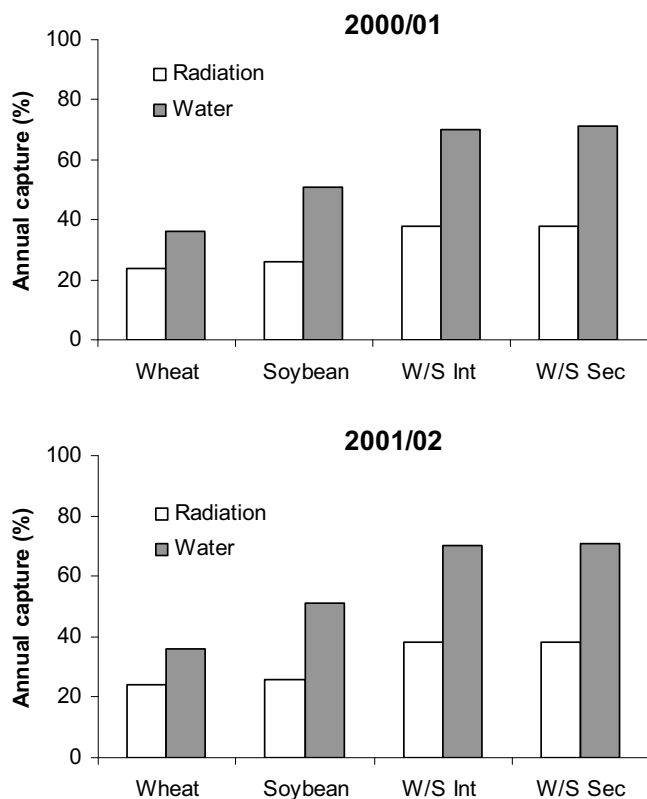 2000/01
100
80
60
40
20
0
Annual capture (%)
Radiation
Water
Wheat Soybean W/S Int W/S Sec
2001/02
100
80
60
40
20
0
Annual capture (%)
Radiation
Water
Wheat Soybean W/S Int W/S Sec